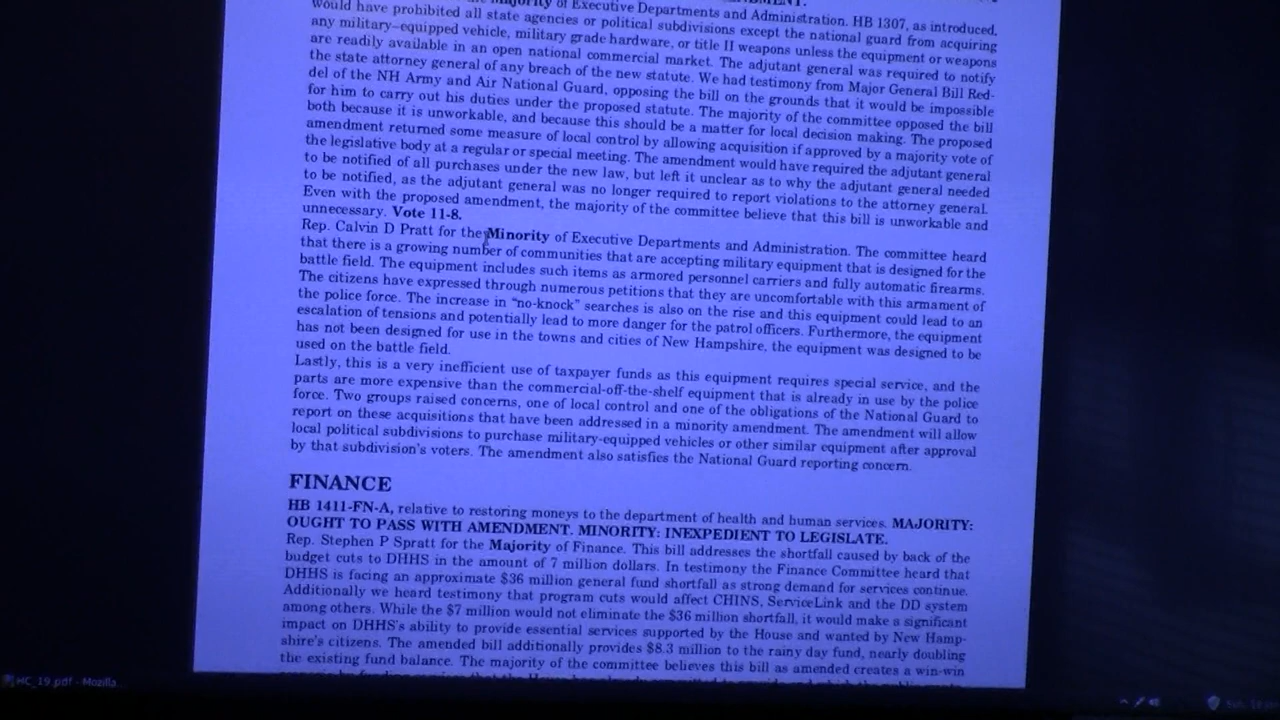 Majority of Executive Departments and Administration. HB 1307, as introduced,
would have prohibited all state agencies or political subdivisions except the national guard from acquiring
any military-equipped vehicle, military grade hardware, or title II weapons unless the equipment or weapons
are readily available in an open national commercial market. The adjutant general was required to notify
the state attorney general of any breach of the new statute. We had testimony from Major General Bill Red-
del of the NH Army and Air National Guard, opposing the bill on the grounds that it would be impossible
for him to carry out his duties under the proposed statute. The majority of the committee opposed the bill
both because it is unworkable, and because this should be a matter for local decision making. The proposed
amendment returned some measure of local control by allowing acquisition if approved by a majority vote of
the legislative body at a regular or special meeting. The amendment would have required the adjutant general
to be notified of all purchases under the new law, but left it unclear as to why the adjutant general needed
to be notified, as the adjutant general was no longer required to report violations to the attorney general.
Even with the proposed amendment, the majority of the committee believe that this bill is unworkable and
unnecessary. Vote 11-8.
Rep. Calvin D Pratt for the Minority of Executive Departments and Administration. The committee heard
that there is a growing number of communities that are accepting military equipment that is designed for the
battle field. The equipment includes such items as armored personnel carriers and fully automatic firearms.
The citizens have expressed through numerous petitions that they are uncomfortable with this armament of
the police force. The increase in "no-knock" searches is also on the rise and this equipment could lead to an
escalation of tensions and potentially lead to more danger for the patrol officers. Furthermore, the equipment
has not been designed for use in the towns and cities of New Hampshire, the equipment was designed to be
used on the battle field.
Lastly, this is a very inefficient use of taxpayer funds as this equipment requires special service, and the
parts are more expensive than the commercial-off-the-shelf equipment that is already in use by the police
force. Two groups raised concerns, one of local control and one of the obligations of the National Guard to
report on these acquisitions that have been addressed in a minority amendment. The amendment will allow
local political subdivisions to purchase military-equipped vehicles or other similar equipment after approval
by that subdivision's voters. The amendment also satisfies the National Guard reporting concern.
FINANCE
HB 1411-FN-A, relative to restoring moneys to the department of health and human services. MAJORITY:
OUGHT TO PASS WITH AMENDMENT. MINORITY: INEXPEDIENT TO LEGISLATE.
Rep. Stephen P Spratt for the Majority of Finance. This bill addresses the shortfall caused by back of the
budget cuts to DHHS in the amount of 7 million dollars. In testimony the Finance Committee heard that
DHHS is facing an approximate $36 million general fund shortfall as strong demand for services continue.
Additionally we heard testimony that program cuts would affect CHINS, ServiceLink and the DD system
among others. While the $7 million would not eliminate the $36 million shortfall, it would make a significant
impact on DHHS's ability to provide essential services supported by the House and wanted by New Hamp-
shire's citizens. The amended bill additionally provides $8.3 million to the rainy day fund, nearly doubling
the existing fund balance. The majority of the committee believes this bill as amended creates a win-win
HC_19.pdf - Mozilla...